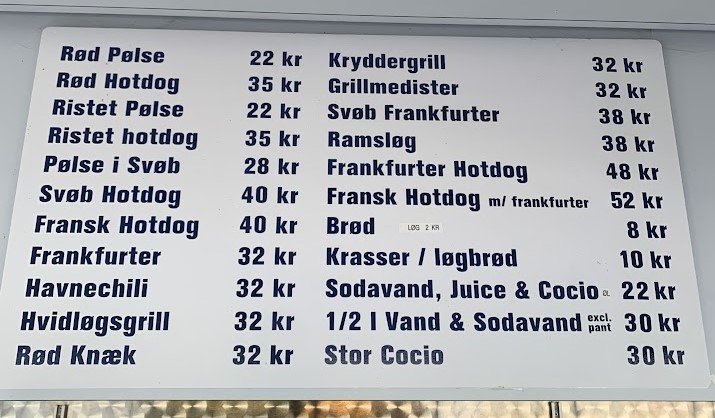 Rød Pølse 22 kr
Rød Hotdog 35 kr
Ristet Pølse 22 kr
Ristet hotdog 35 kr
Pølse i Svøb 28 kr
Svøb Hotdog 40 kr
Fransk Hotdog 40 kr
Frankfurter 32 kr
Havnechili 32 kr
Hvidløgsgrill 32 kr
Rød Knæk 32 kr
Kryddergrill 32 kr
Grillmedister 32 kr
Svøb Frankfurter 38 kr
Ramsløg 38 kr
Frankfurter Hotdog 48 kr
Fransk Hotdog m/ frankfurter 52 kr
Brød LØG 2 KR 8 kr
Krasser / løgbrød 10 kr
Sodavand, Juice & Cocio ØL 22 kr
1/2 l Vand & Sodavand excl. pant 30 kr
Stor Cocio 30 kr